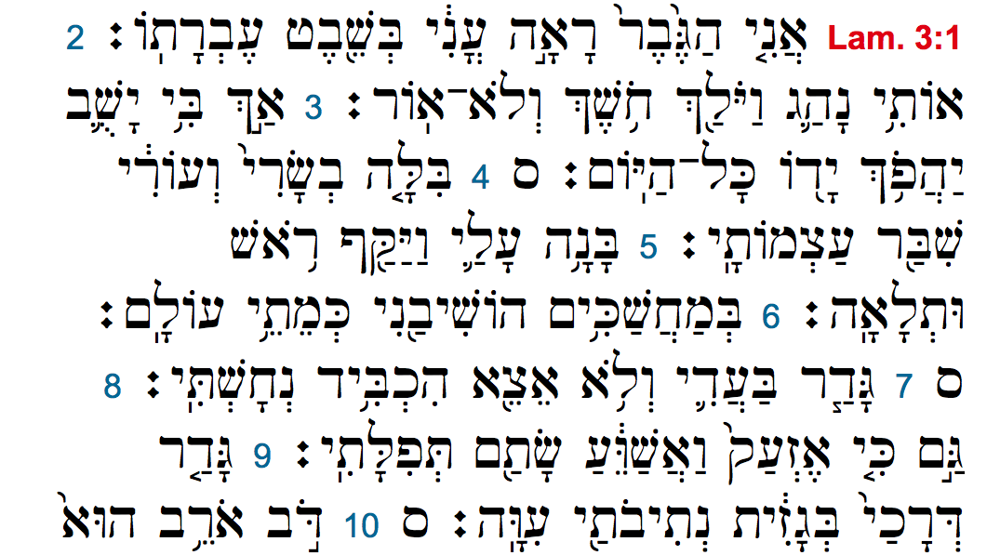 Lam. 3:1 אֲנִ֤י הַגֶּ֙בֶר֙ רָאָ֣ה עֳנִ֔י בְּשֵׁ֖בֶט עֶבְרָתֽוֹ׃ 2
אוֹתִ֥י נָהַ֛ג וַיֹּלַ֖ךְ חֹ֥שֶׁךְ וְלֹא־אֽוֹר׃ 3 אַ֣ךְ בִּ֥י יָשֻׁ֛ב
יַהֲפֹ֥ךְ יָד֖וֹ כָּל־הַיּֽוֹם׃ ס 4 בִּלָּ֤ה בְשָׂרִי֙ וְעוֹרִ֔י
שִׁבַּ֖ר עַצְמוֹתָֽי׃ 5 בָּנָ֥ה עָלַ֛י וַיַּקַּ֖ף רֹ֥אשׁ
וּתְלָאָֽה׃ 6 בְּמַחֲשַׁכִּ֥ים הוֹשִׁיבַ֖נִי כְּמֵתֵ֥י עוֹלָֽם׃
ס 7 גָּדַ֧ר בַּעֲדִ֛י וְלֹ֥א אֵצֵ֖א הִכְבִּ֥יד נְחָשְׁתִּֽי׃ 8
גַּ֣ם כִּ֤י אֶזְעַק֙ וַאֲשַׁוֵּ֔עַ שָׂתַ֖ם תְּפִלָּתִֽי׃ 9 גָּדַ֤ר
דְּרָכַי֙ בְּגָזִ֔ית נְתִיבֹתַ֖י עִוָּֽה׃ ס 10 דֹּ֣ב אֹרֵ֥ב הוּא֙